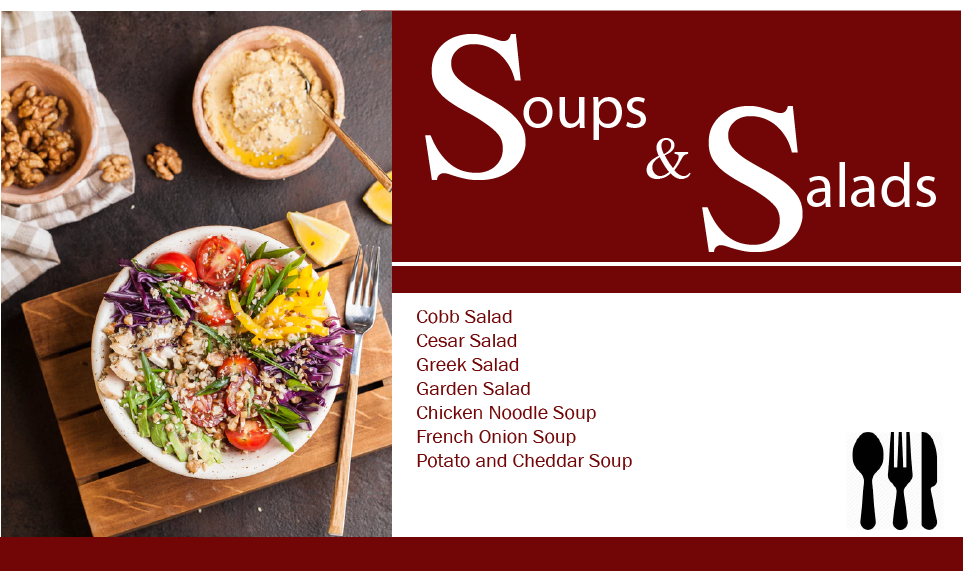 Soups
&
Salads
Cobb Salad
Cesar Salad
Greek Salad
Garden Salad
Chicken Noodle Soup
French Onion Soup
Potato and Cheddar Soup